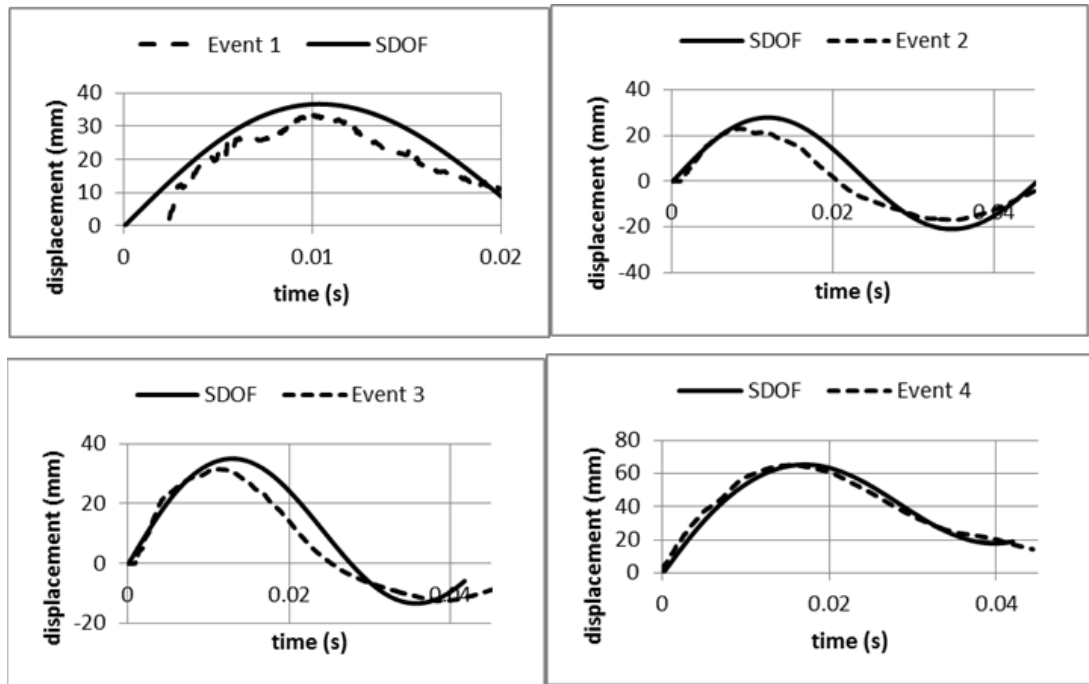 Event 1 SDOF
displacement (mm)
40
30
20
10
0
0 0.01 0.02
time (s)
SDOF Event 2
displacement (mm)
40
20
0
-20
-40
0 0.02 0.04
time (s)
SDOF Event 3
displacement (mm)
40
20
0
-20
0 0.02 0.04
time (s)
SDOF Event 4
displacement (mm)
80
60
40
20
0
0 0.02 0.04
time (s)